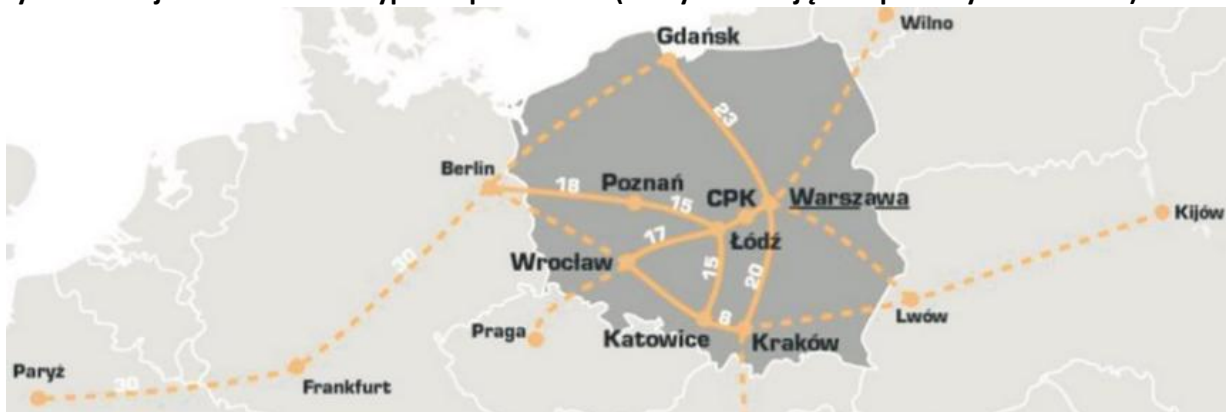 Wilno
Gdańsk
23
Berlin
18
Poznań
15
CPK
Warszawa
Kijów
30
17
Łódź
Wrocław
15
20
Praga
8
Lwów
Katowice
Kraków
Paryż
30
Frankfurt